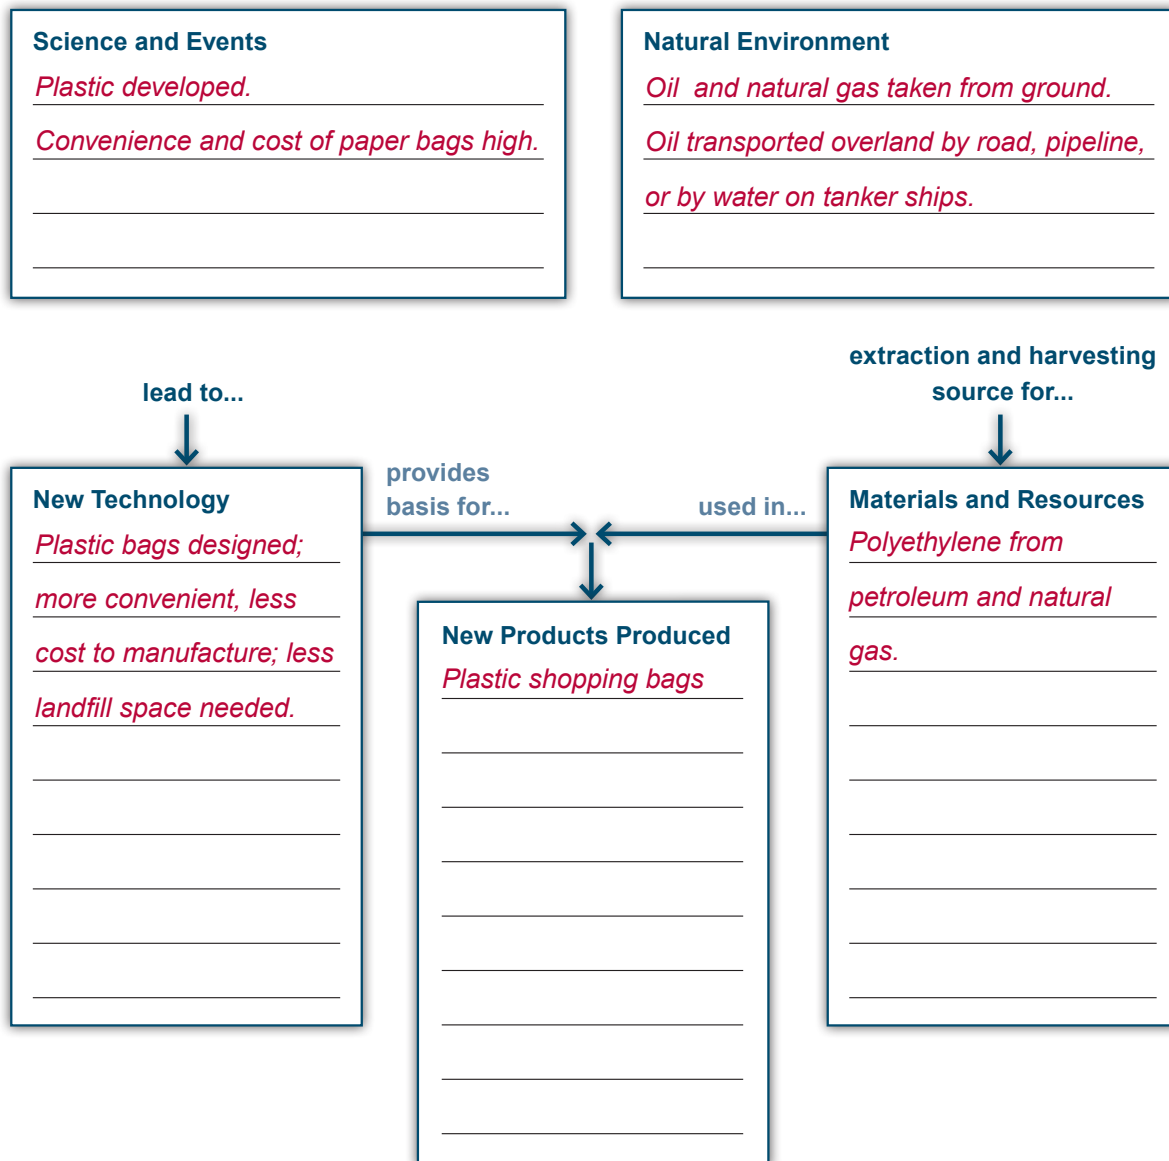 Science and Events
Plastic developed.
Convenience and cost of paper bags high.
Natural Environment
Oil  and natural gas taken from ground.
Oil transported overland by road, pipeline,
or by water on tanker ships.
lead to...
extraction and harvesting
source for...
New Technology
Plastic bags designed;
more convenient, less
cost to manufacture; less
landfill space needed.
provides
basis for...
used in...
Materials and Resources
Polyethylene from
petroleum and natural
gas.
New Products Produced
Plastic shopping bags